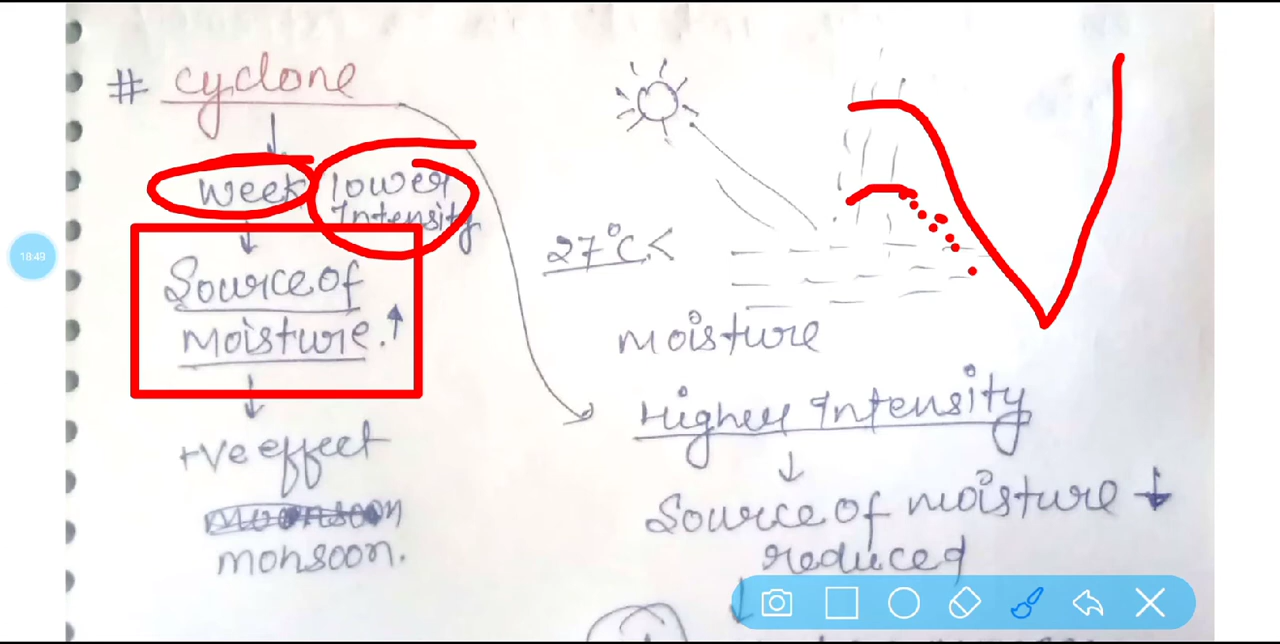 # cyclone
week lower
Intensity
Source of
moisture. ↑
+ve effect
monsoon.
27°C <
moisture
Higher Intensity
Source of moisture ↓
reduced
18:49